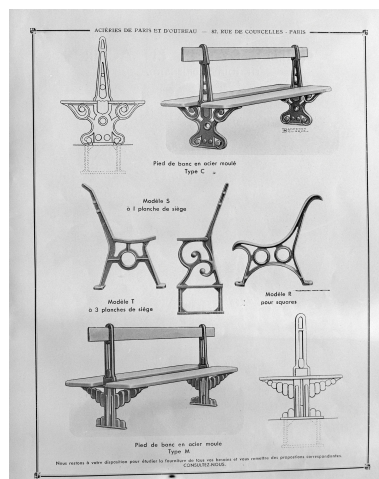 ACIÉRIES DE PARIS ET D'OUTREAU — 87, RUE DE COURCELLES - PARIS
Pied de banc en acier moulé
Type C
Modèle S
à 1 planche de siège
Modèle T
à 3 planches de siège
Modèle R
pour squares
Pied de banc en acier moulé
Type M
Nous restons à votre disposition pour étudier la fourniture de tous vos besoins et vous remettre des propositions correspondantes.
CONSULTEZ-NOUS.